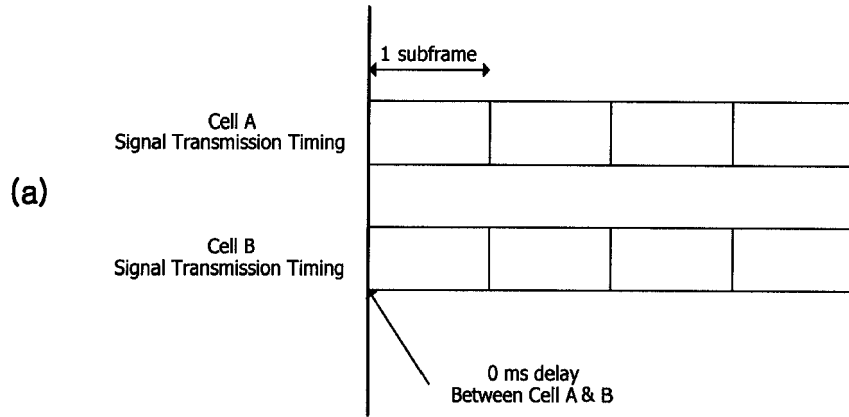 1 subframe
Cell A
Signal Transmission Timing
(a)
Cell B
Signal Transmission Timing
0 ms delay
Between Cell A & B